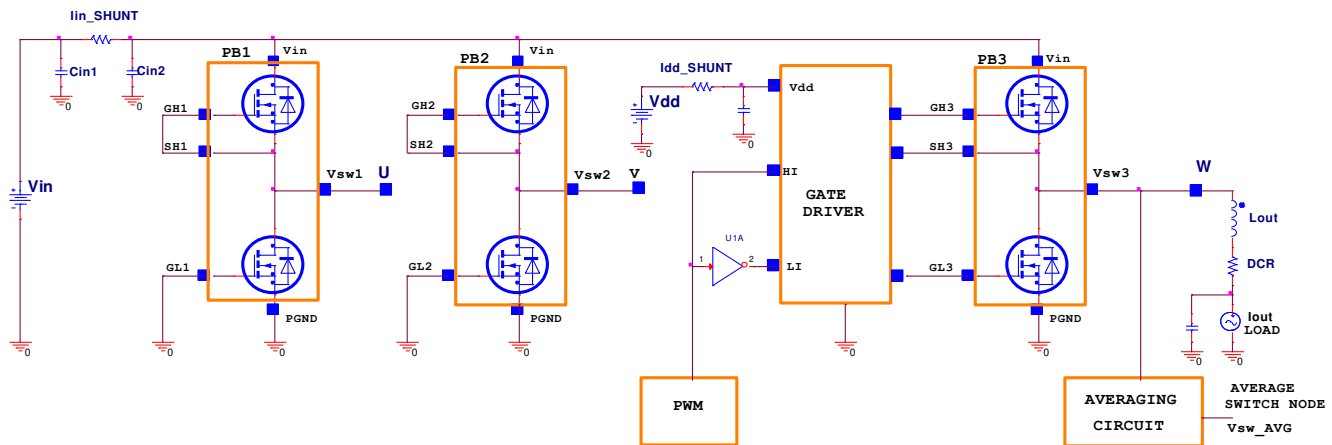 Iin_SHUNT
Cin1
Cin2
Vin
0
0
0
PB1
Vin
GH1
SH1
Vsw1
U
GL1
PGND
0
0
PB2
Vin
GH2
SH2
Vsw2
V
GL2
PGND
0
0
Idd_SHUNT
Vdd
0
0
Vdd
HI
LI
GATE
DRIVER
0
U1A
1
2
PWM
PB3
Vin
GH3
SH3
Vsw3
GL3
PGND
0
W
Lout
DCR
Iout
LOAD
0
0
AVERAGING
CIRCUIT
AVERAGE
SWITCH NODE
Vsw_AVG